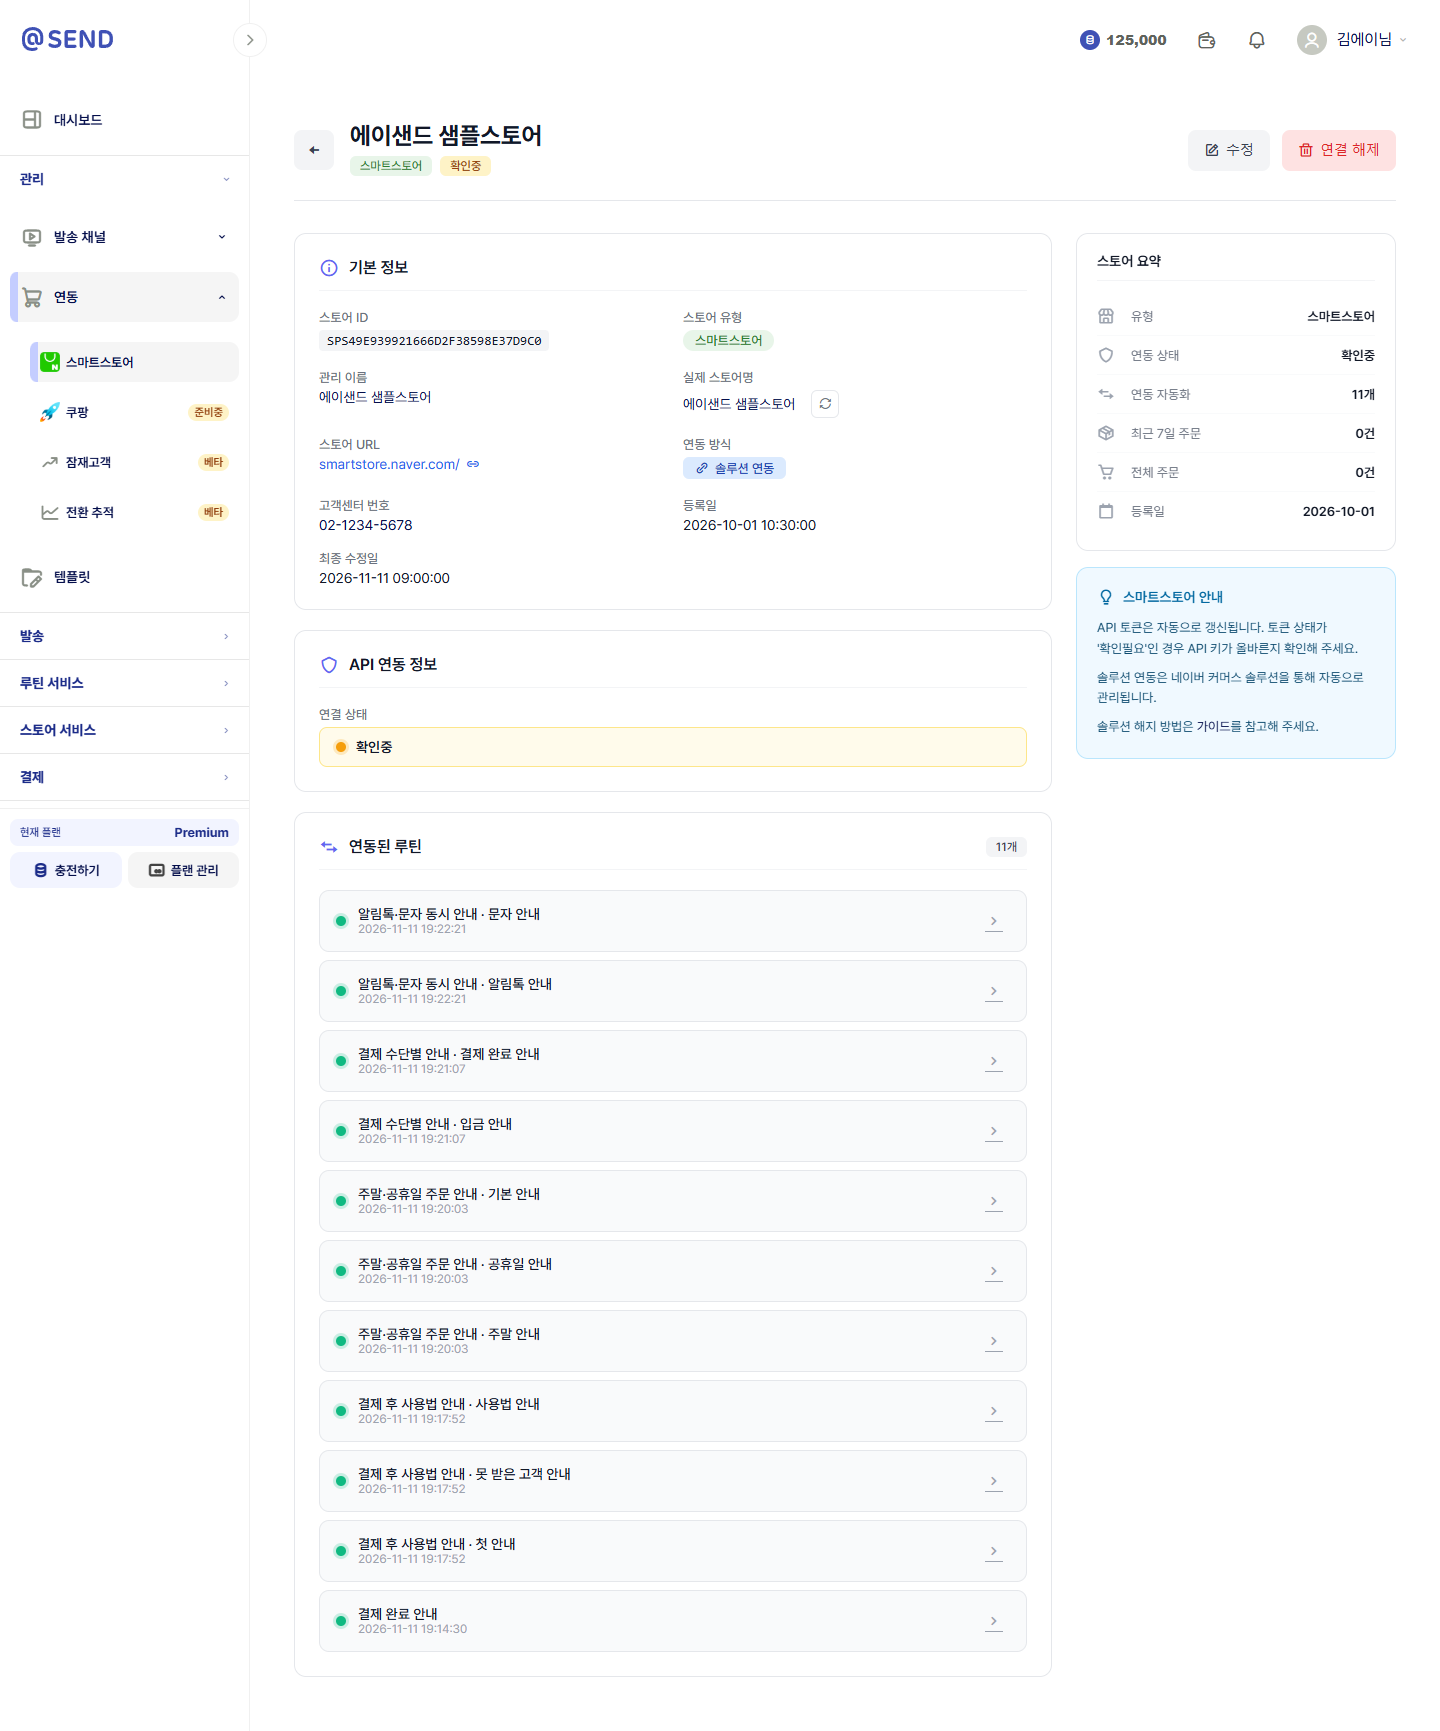 @SEND
125,000
김에이님
대시보드
관리
발송 채널
연동
스마트스토어
쿠팡
준비중
잠재고객
베타
전환 추적
베타
템플릿
발송
루틴 서비스
스토어 서비스
결제
현재 플랜
Premium
충전하기
플랜 관리
에이샌드 샘플스토어
스마트스토어
확인중
수정
연결 해제
기본 정보
스토어 ID
SPS49E939921666D2F38598E37D9C0
스토어 유형
스마트스토어
관리 이름
에이샌드 샘플스토어
실제 스토어명
에이샌드 샘플스토어
스토어 URL
smartstore.naver.com/
연동 방식
솔루션 연동
고객센터 번호
02-1234-5678
등록일
2026-10-01 10:30:00
최종 수정일
2026-11-11 09:00:00
API 연동 정보
연결 상태
확인중
연동된 루틴
11개
알림톡·문자 동시 안내 · 문자 안내
2026-11-11 19:22:21
알림톡·문자 동시 안내 · 알림톡 안내
2026-11-11 19:22:21
결제 수단별 안내 · 결제 완료 안내
2026-11-11 19:21:07
결제 수단별 안내 · 입금 안내
2026-11-11 19:21:07
주말·공휴일 주문 안내 · 기본 안내
2026-11-11 19:20:03
주말·공휴일 주문 안내 · 공휴일 안내
2026-11-11 19:20:03
주말·공휴일 주문 안내 · 주말 안내
2026-11-11 19:20:03
결제 후 사용법 안내 · 사용법 안내
2026-11-11 19:17:52
결제 후 사용법 안내 · 못 받은 고객 안내
2026-11-11 19:17:52
결제 후 사용법 안내 · 첫 안내
2026-11-11 19:17:52
결제 완료 안내
2026-11-11 19:14:30
스토어 요약
유형
스마트스토어
연동 상태
확인중
연동 자동화
11개
최근 7일 주문
0건
전체 주문
0건
등록일
2026-10-01
스마트스토어 안내
API 토큰은 자동으로 갱신됩니다. 토큰 상태가
'확인필요'인 경우 API 키가 올바른지 확인해 주세요.
솔루션 연동은 네이버 커머스 솔루션을 통해 자동으로
관리됩니다.
솔루션 해지 방법은 가이드를 참고해 주세요.